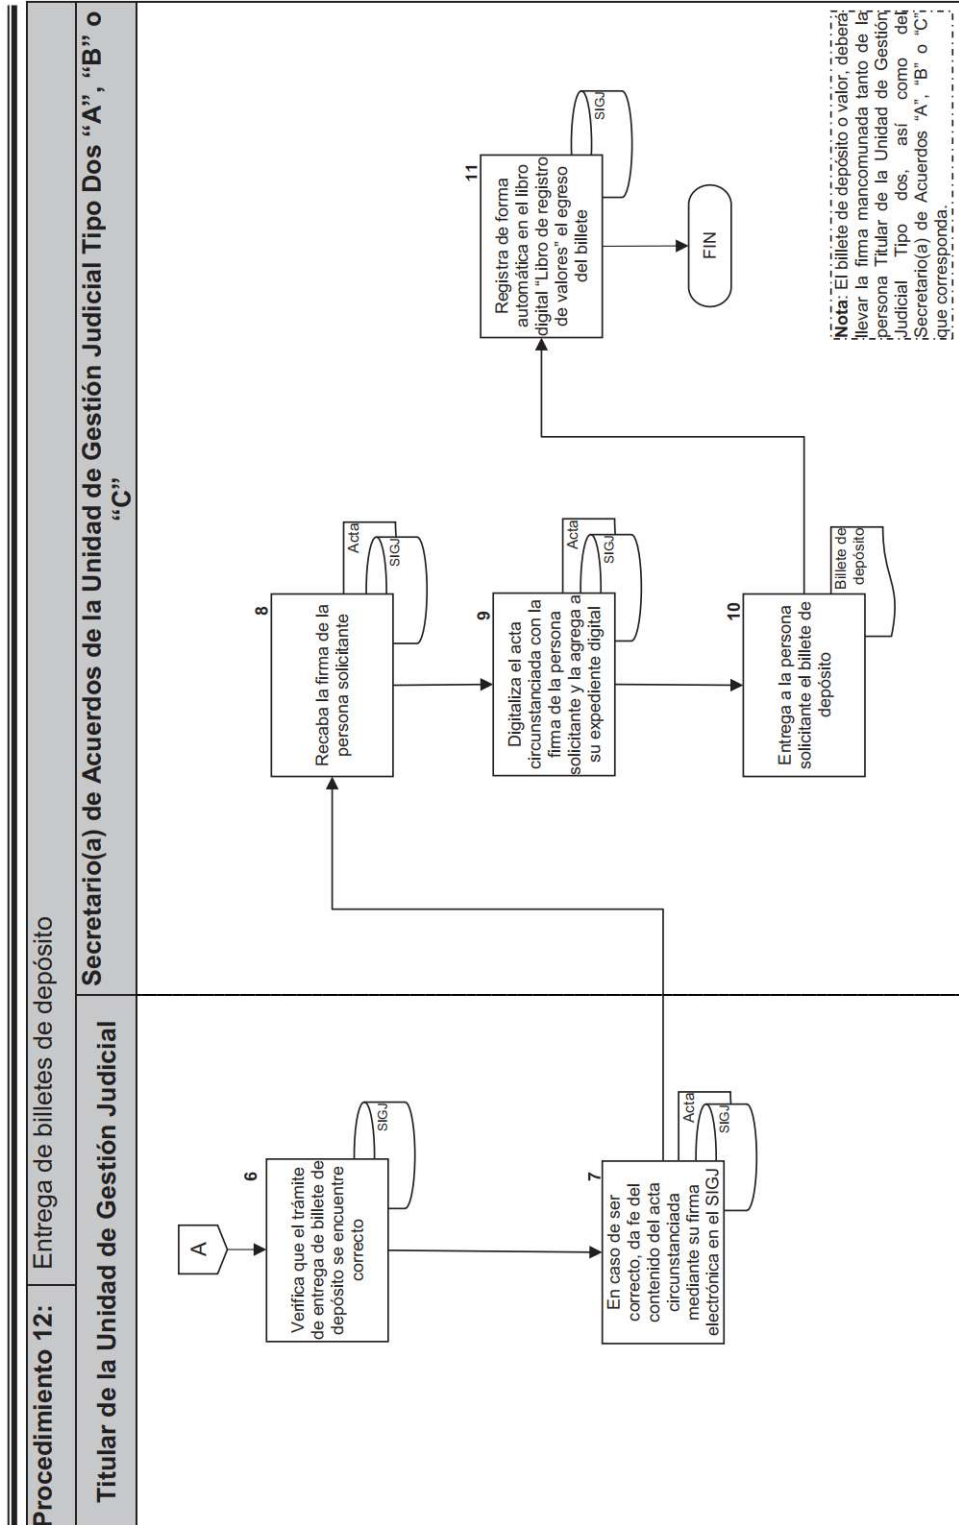 Procedimiento 12: Entrega de billetes de depósito
Titular de la Unidad de Gestión Judicial
Secretario(a) de Acuerdos de la Unidad de Gestión Judicial Tipo Dos “A”, “B” o
“C”
A
6
Verifica que el trámite
de entrega de billete de
depósito se encuentre
correcto
SIGJ
7
En caso de ser
correcto, da fe del
contenido del acta
circunstanciada
mediante su firma
electrónica en el SIGJ
Acta
SIGJ
8
Recaba la firma de la
persona solicitante
Acta
SIGJ
9
Digitaliza el acta
circunstanciada con la
firma de la persona
solicitante y la agrega a
su expediente digital
Acta
SIGJ
10
Entrega a la persona
solicitante el billete de
depósito
Billete de
depósito
11
Registra de forma
automática en el libro
digital “Libro de registro
de valores” el egreso
del billete
SIGJ
FIN
Nota: El billete de depósito o valor, deberá
llevar la firma mancomunada tanto de la
persona Titular de la Unidad de Gestión
Judicial Tipo dos, así como del
Secretario(a) de Acuerdos “A”, “B” o “C”
que corresponda.